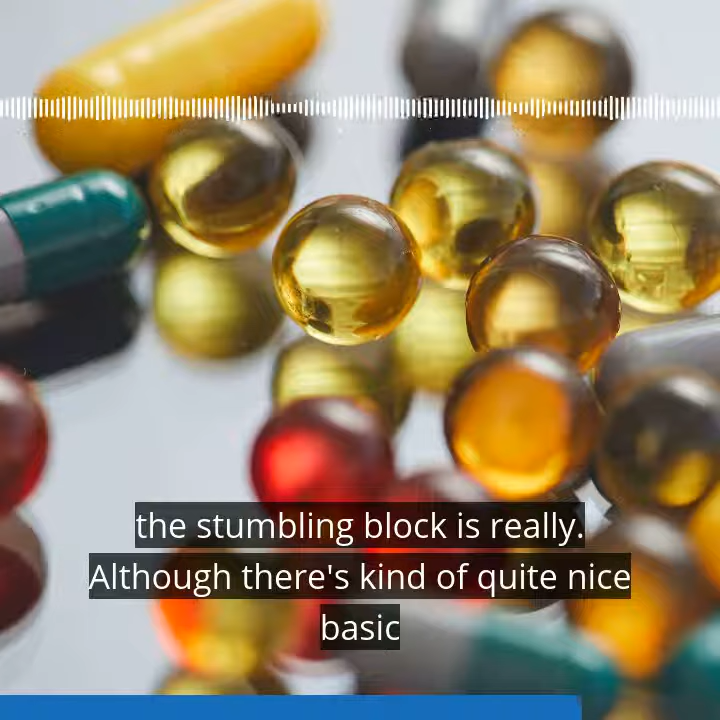 the stumbling block is really.
Although there's kind of quite nice
basic